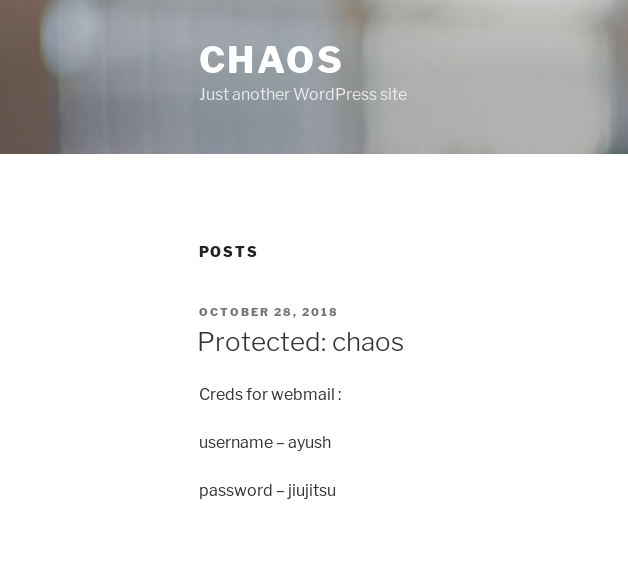 CHAOS
Just another WordPress site
POSTS
OCTOBER 28, 2018
Protected: chaos
Creds for webmail :
username – ayush
password – jiujitsu